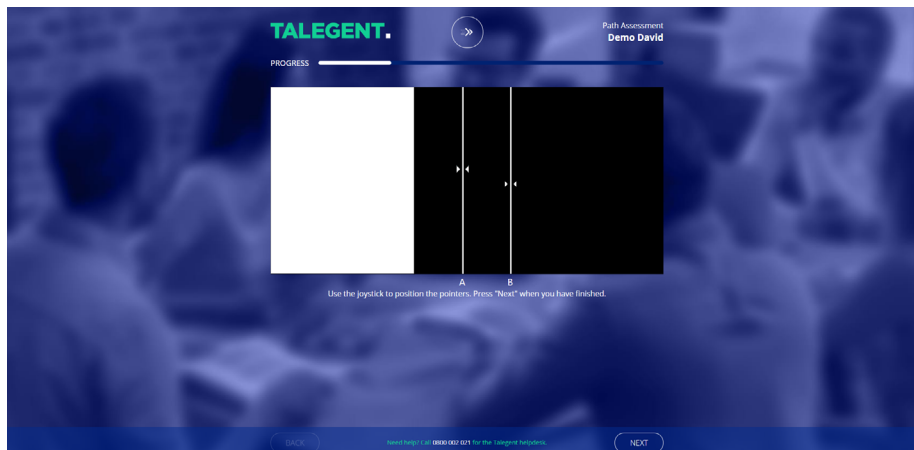 TALEGENT.
Path Assessment
Demo David
PROGRESS
A B
Use the joystick to position the pointers. Press "Next" when you have finished.
BACK
Need help? Call 0800 002 021 for the Talegent helpdesk.
NEXT